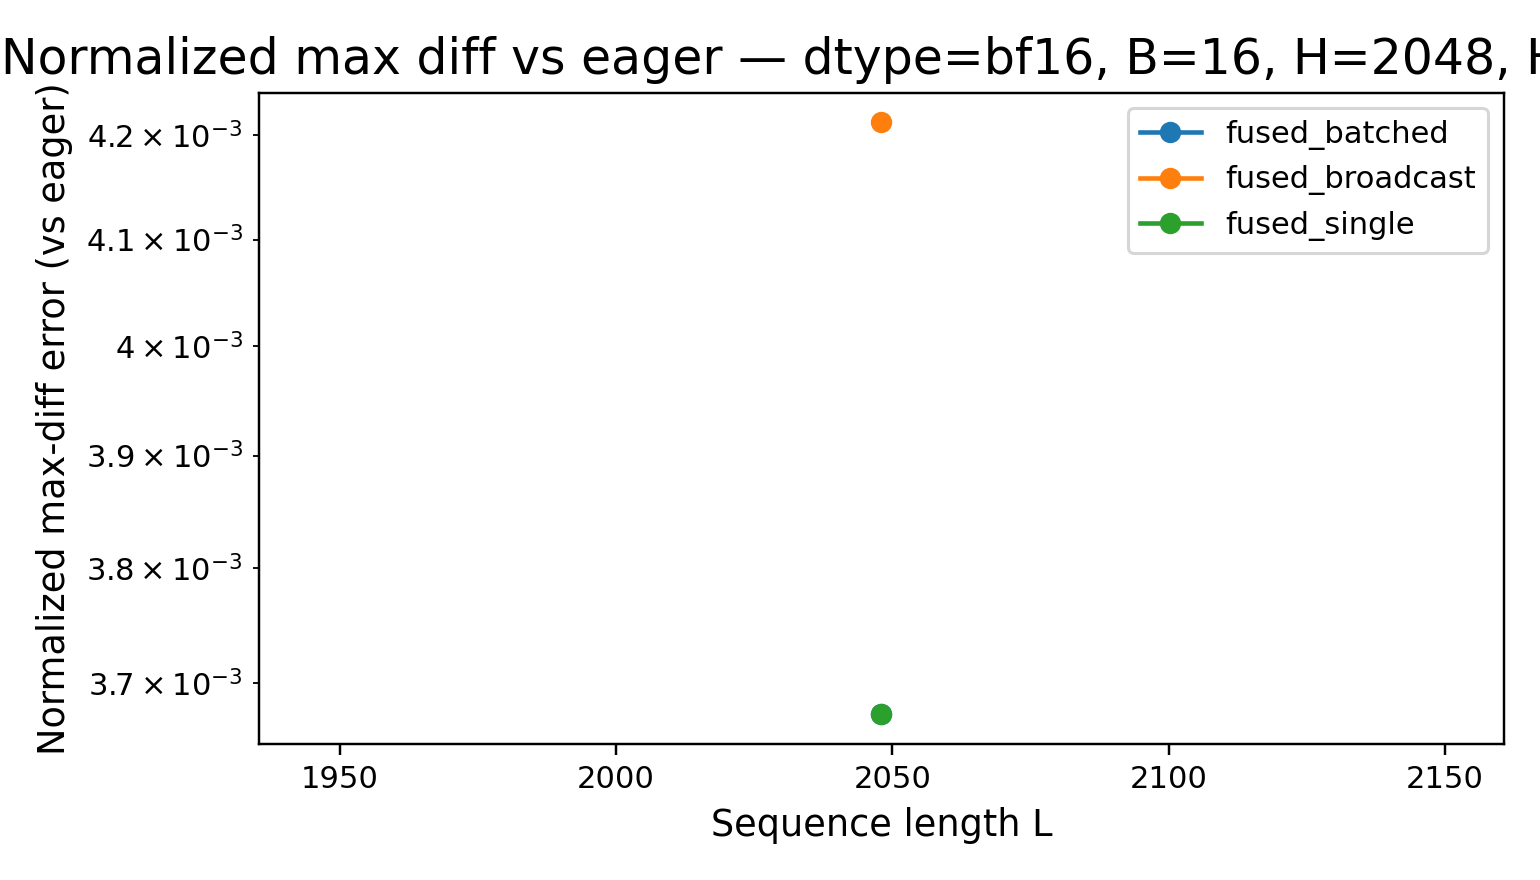 Normalized max diff vs eager — dtype=bf16, B=16, H=2048,
Normalized max-diff error (vs eager)
4.2 × 10⁻³
4.1 × 10⁻³
4 × 10⁻³
3.9 × 10⁻³
3.8 × 10⁻³
3.7 × 10⁻³
fused_batched
fused_broadcast
fused_single
1950 2000 2050 2100 2150
Sequence length L